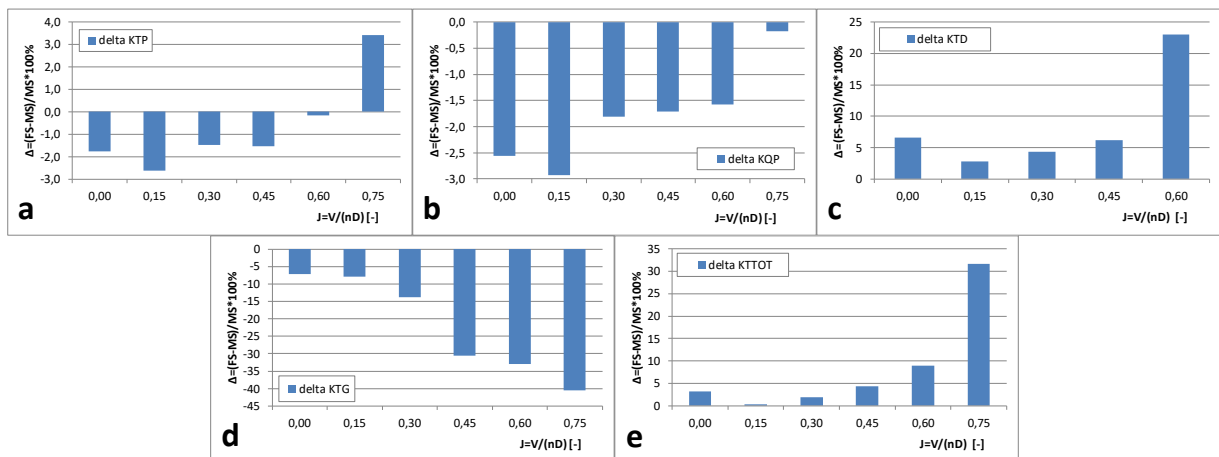 Δ=(FS-MS)/MS*100%
4,0
3,0
2,0
1,0
0,0
-1,0
-2,0
-3,0
delta KTP
0,00 0,15 0,30 0,45 0,60 0,75
J=V/(nD) [-]
a
Δ=(FS-MS)/MS*100%
0,0
-0,5
-1,0
-1,5
-2,0
-2,5
-3,0
delta KQP
0,00 0,15 0,30 0,45 0,60 0,75
J=V/(nD) [-]
b
Δ=(FS-MS)/MS*100%
25
20
15
10
5
0
delta KTD
0,00 0,15 0,30 0,45 0,60
J=V/(nD) [-]
c
Δ=(FS-MS)/MS*100%
0
-5
-10
-15
-20
-25
-30
-35
-40
-45
delta KTG
0,00 0,15 0,30 0,45 0,60 0,75
J=V/(nD) [-]
d
Δ=(FS-MS)/MS*100%
35
30
25
20
15
10
5
0
delta KTTOT
0,00 0,15 0,30 0,45 0,60 0,75
J=V/(nD) [-]
e